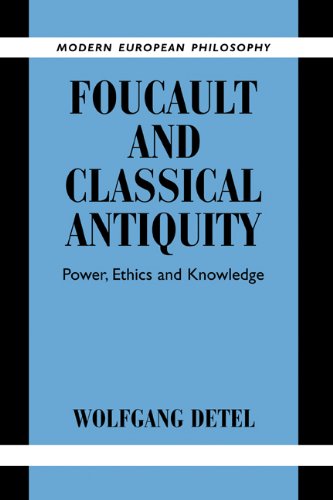 MODERN EUROPEAN PHILOSOPHY
FOUCAULT
AND
CLASSICAL
ANTIQUITY
Power, Ethics and Knowledge
WOLFGANG DETEL